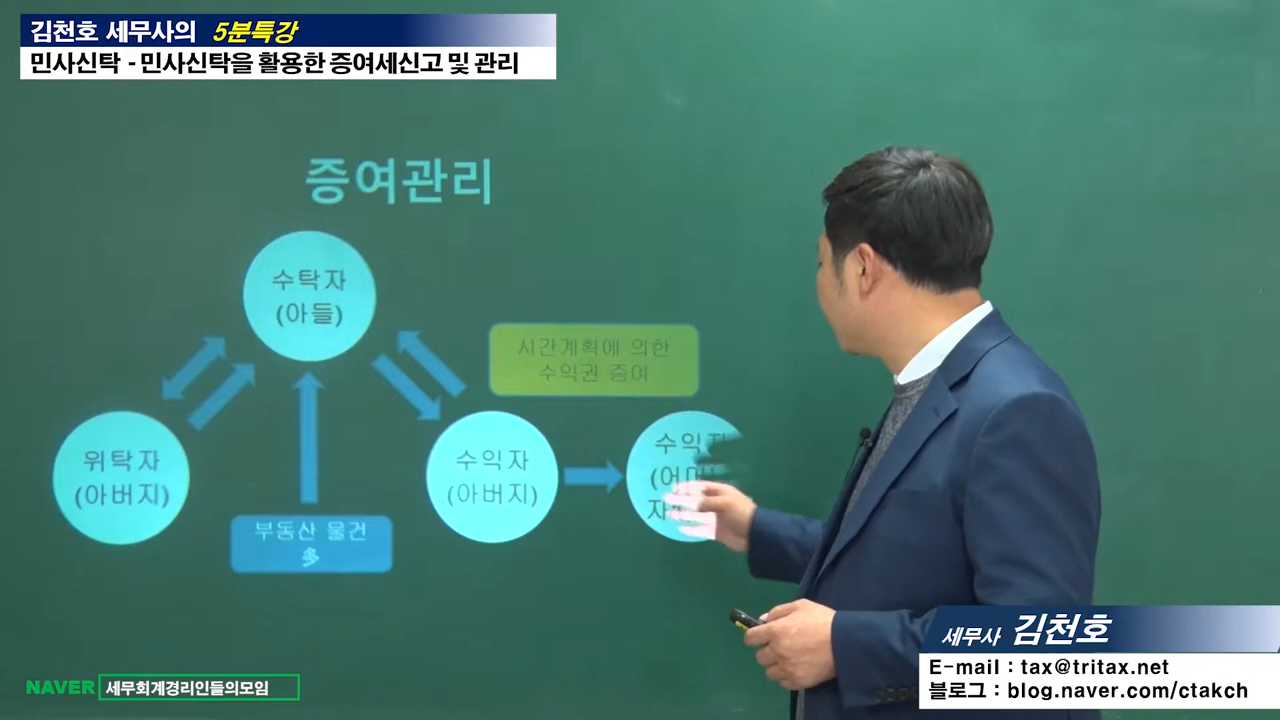 김천호 세무사의 5분특강
민사신탁 - 민사신탁을 활용한 증여세신고 및 관리
증여관리
수탁자
(아들)
시간계획에 의한
수익권 증여
위탁자
(아버지)
수익자
(아버지)
수익자
부동산 물건
多
세무사 김천호
E-mail : tax@tritax.net
블로그 : blog.naver.com/ctakch
NAVER 세무회계경리인들의모임